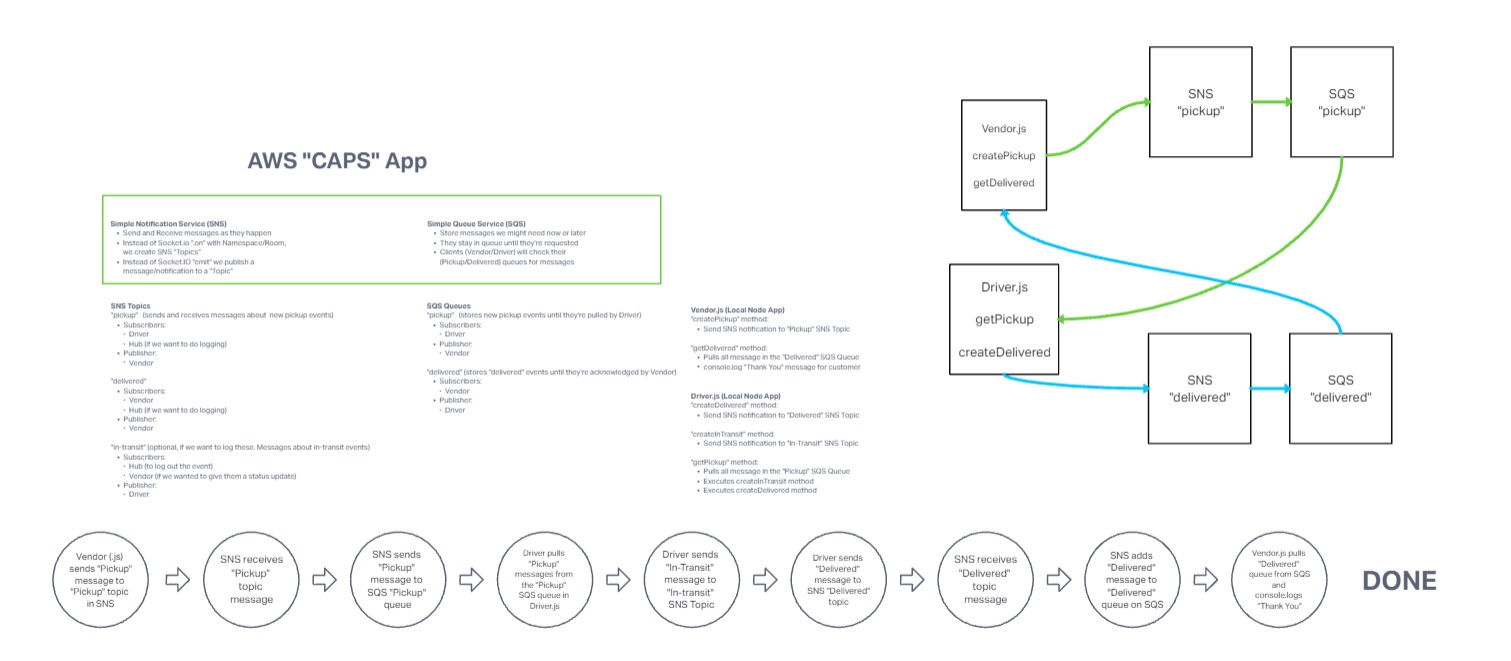 AWS "CAPS" App
Simple Notification Service (SNS)
• Send and Receive messages as they happen
• Instead of Socket.io ".on" with Namespace/Room,
we create SNS "Topics"
• Instead of Socket.IO "emit" we publish a
message/notification to a "Topic"
Simple Queue Service (SQS)
• Store messages we might need now or later
• They stay in queue until they're requested
• Clients (Vendor/Driver) will check their
(Pickup/Delivered) queues for messages
SNS Topics
"pickup" (sends and receives messages about new pickup events)
• Subscribers:
• Driver
• Hub (if we want to do logging)
• Publisher:
• Vendor
"delivered"
• Subscribers:
• Vendor
• Hub (if we want to do logging)
• Publisher:
• Vendor
"in-transit" (optional, if we want to log these. Messages about in-transit events)
• Subscribers:
• Hub (to log out the event)
• Vendor (if we wanted to give them a status update)
• Publisher:
• Driver
SQS Queues
"pickup" (stores new pickup events until they're pulled by Driver)
• Subscribers:
• Driver
• Publisher:
• Vendor
"delivered" (stores "delivered" events until they're acknowledged by Vendor)
• Subscribers:
• Vendor
• Publisher:
• Driver
Vendor.js (Local Node App)
"createPickup" method:
• Send SNS notification to "Pickup" SNS Topic
"getDelivered" method:
• Pulls all message in the "Delivered" SQS Queue
• console.log "Thank You" message for customer
Driver.js (Local Node App)
"createDelivered" method:
• Send SNS notification to "Delivered" SNS Topic
"createInTransit" method:
• Send SNS notification to "In-Transit" SNS Topic
"getPickup" method:
• Pulls all message in the "Pickup" SQS Queue
• Executes createInTransit method
• Executes createDelivered method
Vendor.js
createPickup
getDelivered
SNS
"pickup"
SQS
"pickup"
Driver.js
getPickup
createDelivered
SNS
"delivered"
SQS
"delivered"
Vendor (.js)
sends "Pickup"
message to
"Pickup" topic
in SNS
SNS receives
"Pickup"
topic
message
SNS sends
"Pickup"
message to
SQS "Pickup"
queue
Driver pulls
"Pickup"
messages from
the "Pickup"
SQS queue in
Driver.js
Driver sends
"In-Transit"
message to
"In-transit"
SNS Topic
Driver sends
"Delivered"
message to
SNS "Delivered"
topic
SNS receives
"Delivered"
topic
message
SNS adds
"Delivered"
message to
"Delivered"
queue on SQS
Vendor.js pulls
"Delivered"
queue from SQS
and
console.logs
"Thank You"
DONE